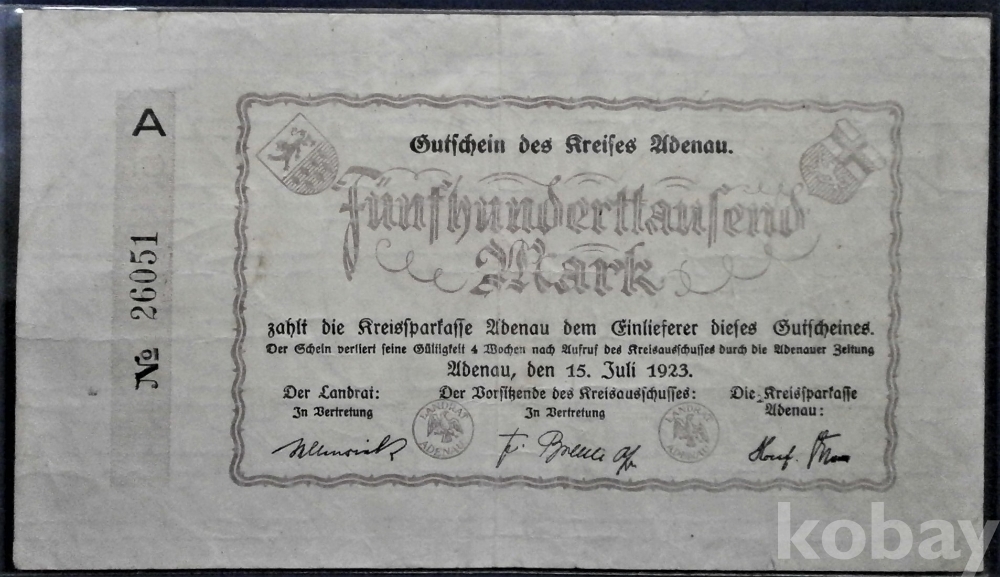 A
№ 26051
Gutschein des Kreises Adenau.
Fünfhunderttausend
Mark
zahlt die Kreissparkasse Adenau dem Einlieferer dieses Gutscheines.
Der Schein verliert seine Gültigkeit 4 Wochen nach Aufruf des Kreisausschusses durch die Adenauer Zeitung
Adenau, den 15. Juli 1923.
Der Landrat: Der Vorsitzende des Kreisausschusses: Die Kreissparkasse
In Vertretung In Vertretung Adenau:
LANDRAT ADENAU LANDRAT ADENAU
kobay